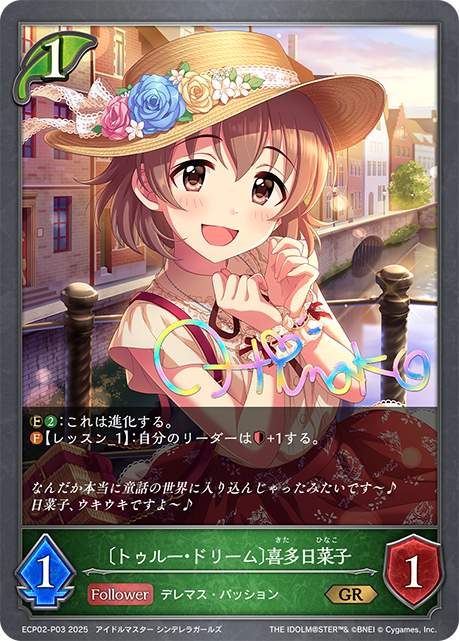 1
Hinako
E 2:これは進化する。
F【レッスン_1】:自分のリーダーは+1する。
なんだか本当に童話の世界に入り込んじゃったみたいです〜♪
日菜子、ウキウキですよ〜♪
きた ひなこ
〔トゥルー・ドリーム〕喜多日菜子
1
Follower デレマス・パッション GR
1
ECP02-P03 2025 アイドルマスター シンデレラガールズ THE IDOLM@STER™& ©BNEI © Cygames, Inc.